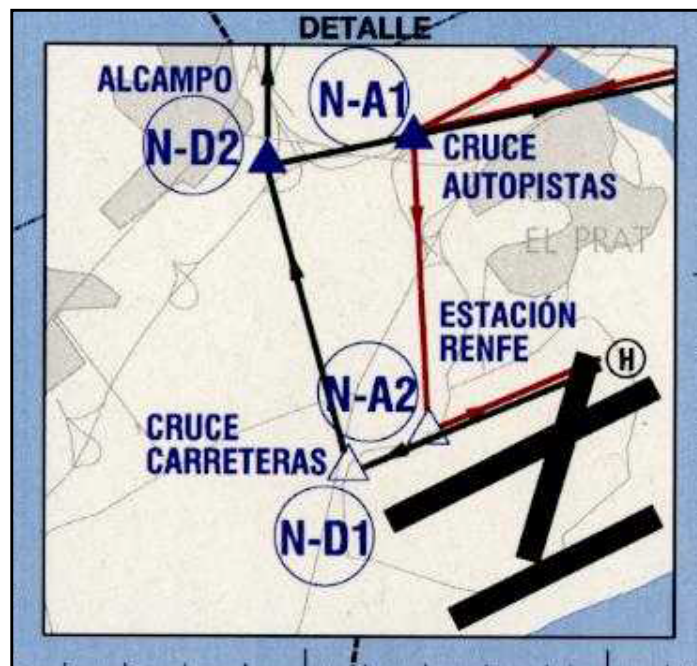 DETALLE
ALCAMPO
N-A1
N-D2
CRUCE
AUTOPISTAS
EL PRAT
ESTACIÓN
RENFE
H
N-A2
CRUCE
CARRETERAS
N-D1